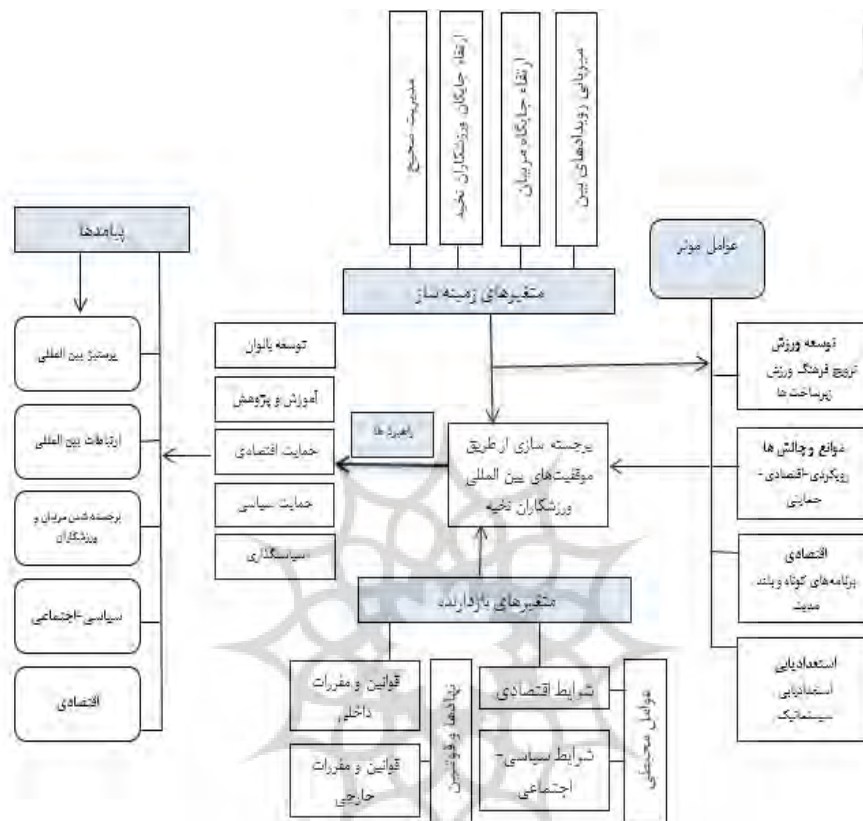 میزبانی رویدادهای بین
ارتقاء جایگاه مربیان
ارتقاء جایگاه ورزشکاران نخبه
مدیریت صحیح
متغیرهای زمینه ساز
عوامل موثر
توسعه ورزش
ترویج فرهنگ ورزش
زیرساخت ها
موانع و چالش ها
رویکردی-اقتصادی-
حمایتی
اقتصادی
برنامه‌های کوتاه و بلند
مدت
استعدادیابی
استعدادیابی
سیستماتیک
برجسته سازی از طریق
موفقیت‌های بین المللی
ورزشکاران نخبه
راهبردها
توسعه بانوان
آموزش و پژوهش
حمایت اقتصادی
حمایت سیاسی
سیاستگذاری
پیامدها
پرستیژ بین المللی
ارتباطات بین المللی
برجسته شدن مربیان و
ورزشکاران
سیاسی-اجتماعی
اقتصادی
متغیرهای بازدارنده
عوامل محیطی
شرایط اقتصادی
شرایط سیاسی-
اجتماعی
نهادها و قوانین
قوانین و مقررات
داخلی
قوانین و مقررات
خارجی